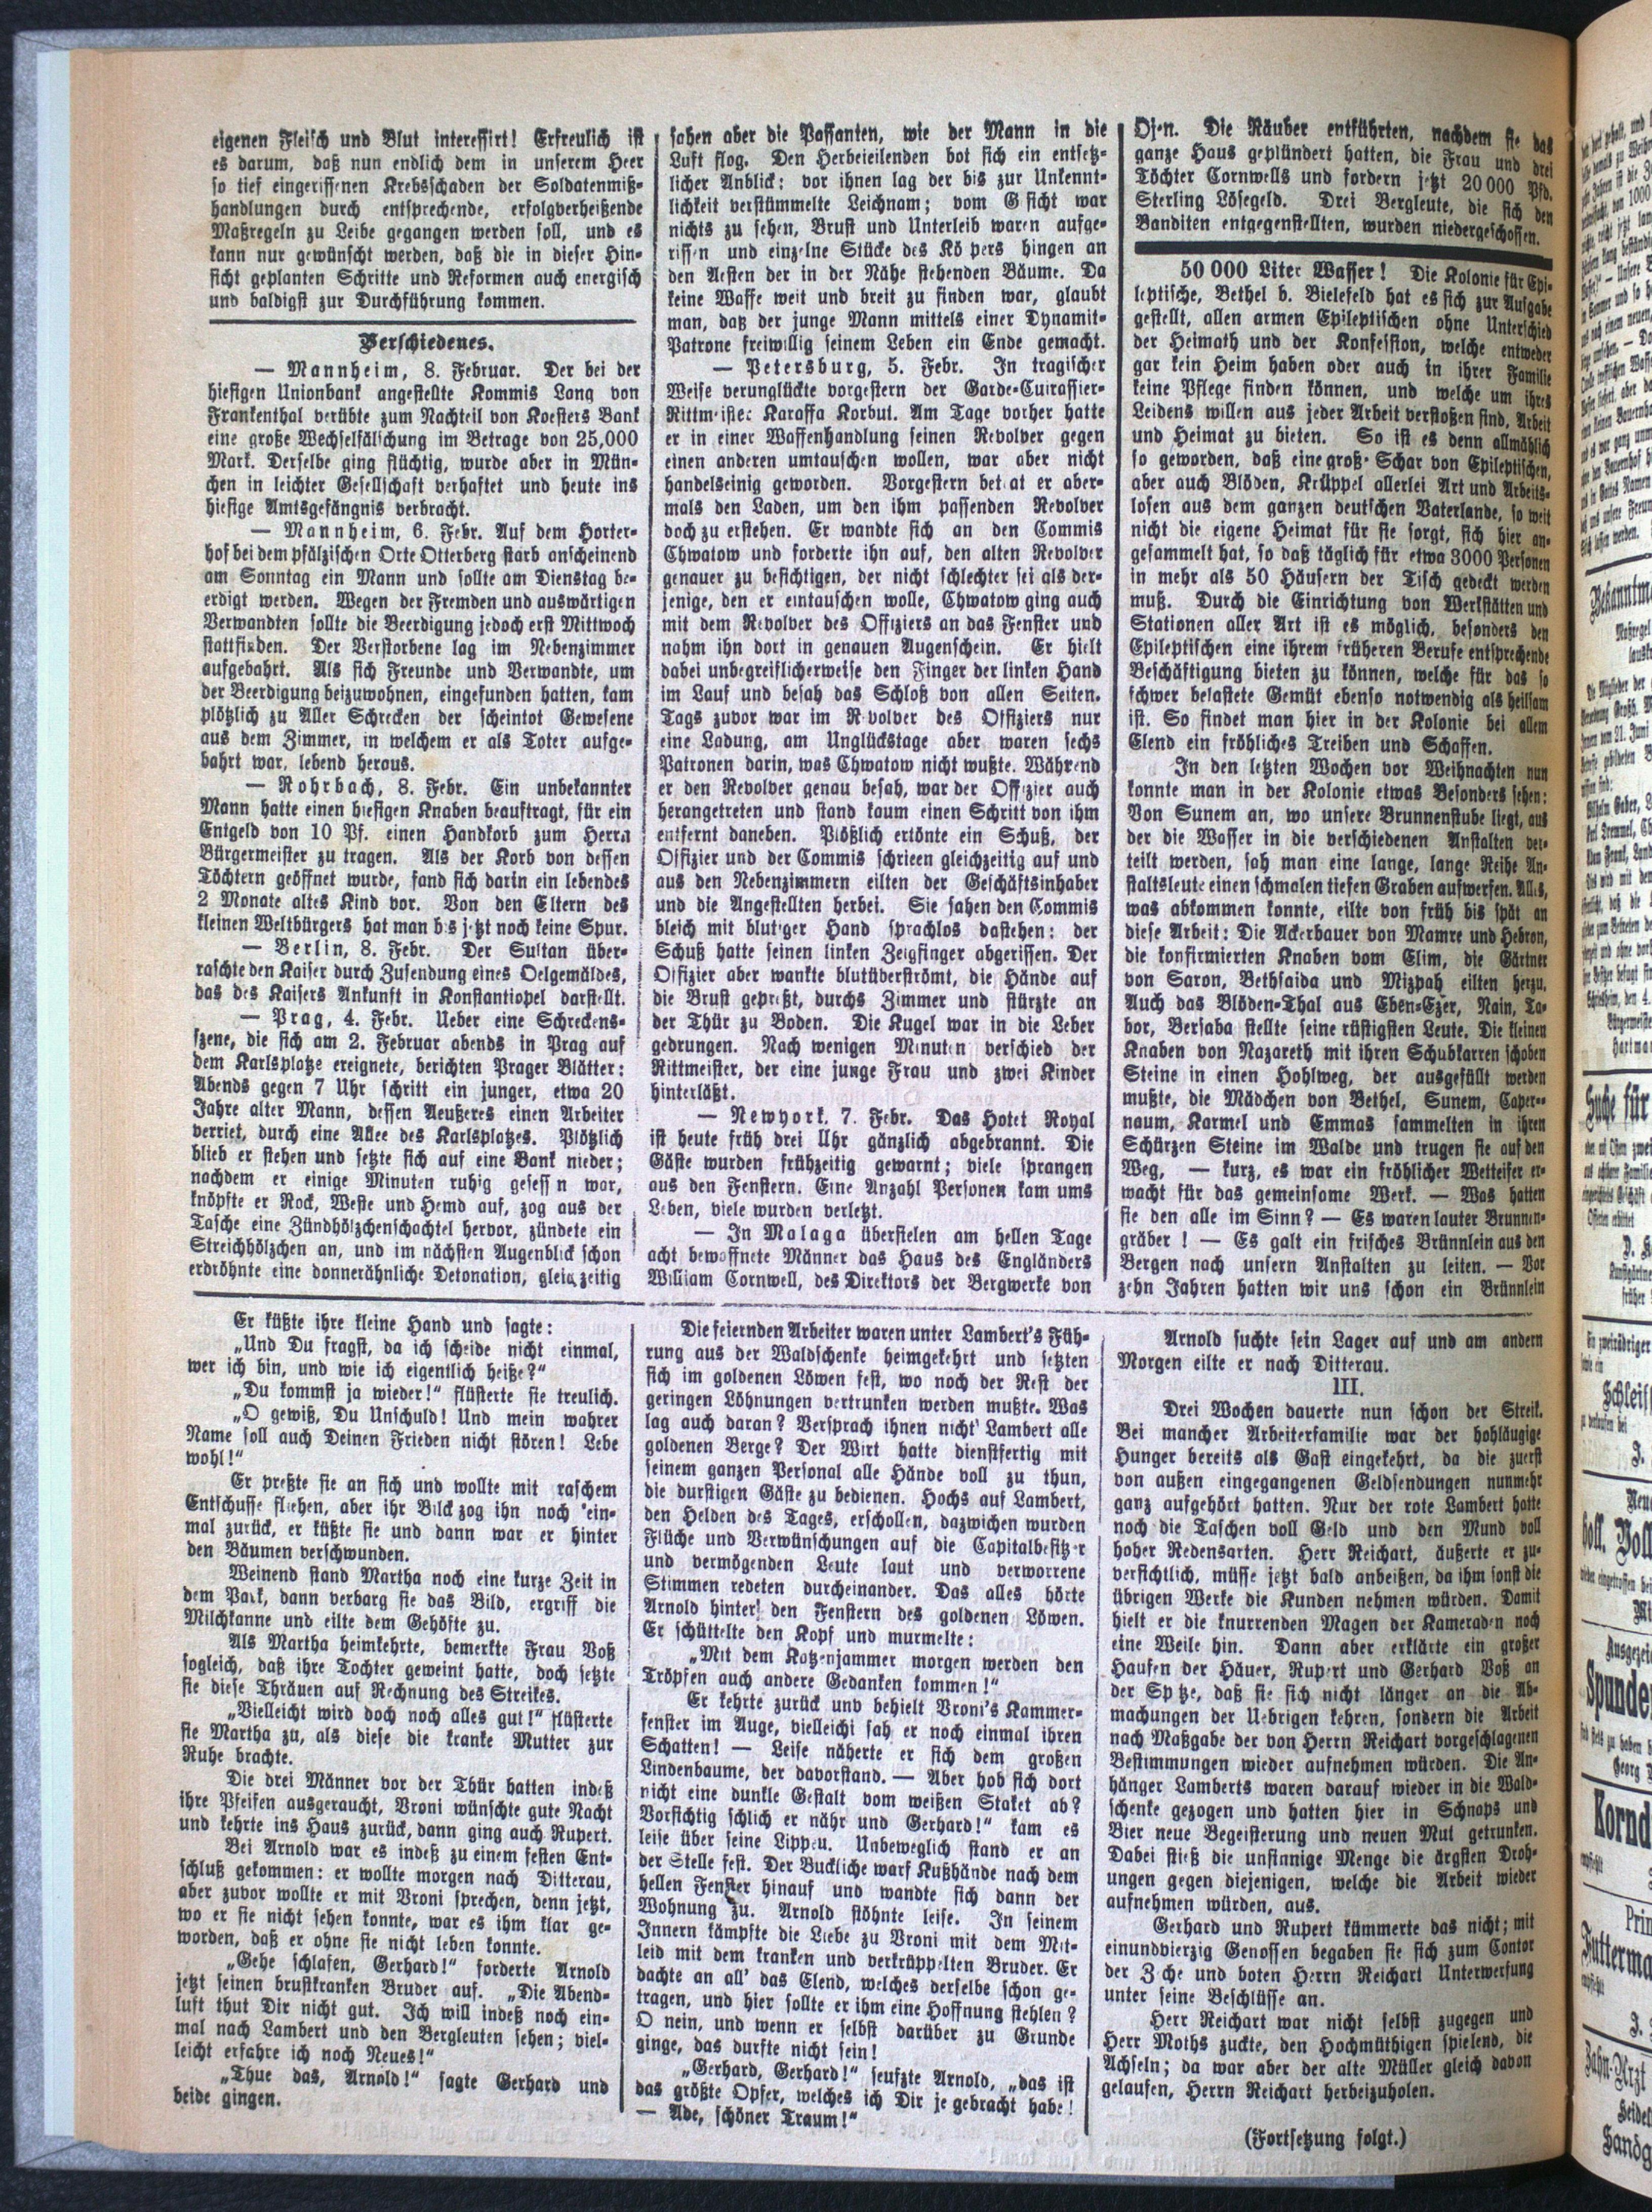 eigenen Fleisch und Blut interessirt! Erfreulich ist
es darum, daß nun endlich dem in unserem Heer
so tief eingerissenen Krebsschaden der Soldatenmiß-
handlungen durch entsprechende, erfolgverheißende
Maßregeln zu Leibe gegangen werden soll, und es
kann nur gewünscht werden, daß die in dieser Hin-
sicht geplanten Schritte und Reformen auch energisch
und baldigst zur Durchführung kommen.
Verschiedenes.
— Mannheim, 8. Februar. Der bei der
hiesigen Unionbank angestellte Kommis Lang von
Frankenthal verübte zum Nachteil von Koesters Bank
eine große Wechselfälschung im Betrage von 25,000
Mark. Derselbe ging flüchtig, wurde aber in Mün-
chen in leichter Gesellschaft verhaftet und heute ins
hiesige Amtsgefängnis verbracht.
— Mannheim, 6. Febr. Auf dem Horter-
hof bei dem pfälzischen Orte Otterberg starb anscheinend
am Sonntag ein Mann und sollte am Dienstag be-
erdigt werden. Wegen der Fremden und auswärtigen
Verwandten sollte die Beerdigung jedoch erst Mittwoch
stattfinden. Der Verstorbene lag im Nebenzimmer
aufgebahrt. Als sich Freunde und Verwandte, um
der Beerdigung beizuwohnen, eingefunden hatten, kam
plötzlich zu Aller Schrecken der scheintot Gewesene
aus dem Zimmer, in welchem er als Toter aufge-
bahrt war, lebend heraus.
— Rohrbach, 8. Febr. Ein unbekannter
Mann hatte einen hiesigen Knaben beauftragt, für ein
Entgeld von 10 Pf. einen Handkorb zum Herrn
Bürgermeister zu tragen. Als der Korb von dessen
Töchtern geöffnet wurde, fand sich darin ein lebendes
2 Monate altes Kind vor. Von den Eltern des
kleinen Weltbürgers hat man bis jetzt noch keine Spur.
— Berlin, 8. Febr. Der Sultan über-
raschte den Kaiser durch Zusendung eines Oelgemäldes,
das des Kaisers Ankunft in Konstantiopel darstellt.
— Prag, 4. Febr. Ueber eine Schreckens-
szene, die sich am 2. Februar abends in Prag auf
dem Karlsplatze ereignete, berichten Prager Blätter:
Abends gegen 7 Uhr schritt ein junger, etwa 20
Jahre alter Mann, dessen Aeußeres einen Arbeiter
verriet, durch eine Allee des Karlsplatzes. Plötzlich
blieb er stehen und setzte sich auf eine Bank nieder;
nachdem er einige Minuten ruhig gesess n war,
knöpfte er Rock, Weste und Hemd auf, zog aus der
Tasche eine Zündhölzchenschachtel hervor, zündete ein
Streichhölzchen an, und im nächsten Augenblick schon
erdröhnte eine donnerähnliche Detonation, gleichzeitig
sahen aber die Passanten, wie der Mann in die
Luft flog. Den Herbeieilenden bot sich ein entsetz-
licher Anblick: vor ihnen lag der bis zur Unkennt-
lichkeit verstümmelte Leichnam; vom G sicht war
nichts zu sehen, Brust und Unterleib waren aufge-
rissen und einzelne Stücke des Kö pers hingen an
den Aesten der in der Nähe stehenden Bäume. Da
keine Waffe weit und breit zu finden war, glaubt
man, daß der junge Mann mittels einer Dynamit-
Patrone freiwillig seinem Leben ein Ende gemacht.
— Petersburg, 5. Febr. In tragischer
Weise verunglückte vorgestern der Garde-Cuirassier-
Rittmeister Karaffa Korbut. Am Tage vorher hatte
er in einer Waffenhandlung seinen Revolver gegen
einen anderen umtauschen wollen, war aber nicht
handelseinig geworden. Vorgestern betrat er aber-
mals den Laden, um den ihm passenden Revolver
doch zu erstehen. Er wandte sich an den Commis
Chwatow und forderte ihn auf, den alten Revolver
genauer zu besichtigen, der nicht schlechter sei als der-
jenige, den er eintauschen wolle, Chwatow ging auch
mit dem Revolver des Offiziers an das Fenster und
nahm ihn dort in genauen Augenschein. Er hielt
dabei unbegreiflicherweise den Finger der linken Hand
im Lauf und besah das Schloß von allen Seiten.
Tags zuvor war im R volver des Offiziers nur
eine Ladung, am Unglückstage aber waren sechs
Patronen darin, was Chwatow nicht wußte. Während
er den Revolver genau besah, war der Offizier auch
herangetreten und stand kaum einen Schritt von ihm
entfernt daneben. Plötzlich ertönte ein Schuß, der
Offizier und der Commis schrieen gleichzeitig auf und
aus den Nebenzimmern eilten der Geschäftsinhaber
und die Angestellten herbei. Sie sahen den Commis
bleich mit blutiger Hand sprachlos dastehen: der
Schuß hatte seinen linken Zeigfinger abgerissen. Der
Offizier aber wankte blutüberströmt, die Hände auf
die Brust gepreßt, durchs Zimmer und stürzte an
der Thür zu Boden. Die Kugel war in die Leber
gedrungen. Nach wenigen Minuten verschied der
Rittmeister, der eine junge Frau und zwei Kinder
hinterläßt.
— Newyork, 7. Febr. Das Hotel Royal
ist heute früh drei Uhr gänzlich abgebrannt. Die
Gäste wurden frühzeitig gewarnt; viele sprangen
aus den Fenstern. Eine Anzahl Personen kam ums
Leben, viele wurden verletzt.
— In Malaga überfielen am hellen Tage
acht bewaffnete Männer das Haus des Engländers
William Cornwell, des Direktors der Bergwerke von
Ojen. Die Räuber entführten, nachdem sie das
ganze Haus geplündert hatten, die Frau und drei
Töchter Cornwells und fordern jetzt 20 000 Pfd.
Sterling Lösegeld. Drei Bergleute, die sich den
Banditen entgegenstellten, wurden niedergeschossen.
50 000 Liter Wasser! Die Kolonie für Epi-
leptische, Bethel b. Bielefeld hat es sich zur Aufgabe
gestellt, allen armen Epileptischen ohne Unterschied
der Heimath und der Konfession, welche entweder
gar kein Heim haben oder auch in ihrer Familie
keine Pflege finden können, und welche um ihres
Leidens willen aus jeder Arbeit verstoßen sind, Arbeit
und Heimat zu bieten. So ist es denn allmählich
so geworden, daß eine große Schar von Epileptischen,
aber auch Blöden, Krüppel allerlei Art und Arbeits-
losen aus dem ganzen deutschen Vaterlande, so weit
nicht die eigene Heimat für sie sorgt, sich hier an-
gesammelt hat, so daß täglich für etwa 3000 Personen
in mehr als 50 Häusern der Tisch gedeckt werden
muß. Durch die Einrichtung von Werkstätten und
Stationen aller Art ist es möglich, besonders den
Epileptischen eine ihrem früheren Berufe entsprechende
Beschäftigung bieten zu können, welche für das so
schwer belastete Gemüt ebenso notwendig als heilsam
ist. So findet man hier in der Kolonie bei allem
Elend ein fröhliches Treiben und Schaffen.
In den letzten Wochen vor Weihnachten nun
konnte man in der Kolonie etwas Besonders sehen:
Von Sunem an, wo unsere Brunnenstube liegt, aus
der die Wasser in die verschiedenen Anstalten ver-
teilt werden, sah man eine lange, lange Reihe An-
staltsleute einen schmalen tiefen Graben aufwerfen. Alles,
was abkommen konnte, eilte von früh bis spät an
diese Arbeit: Die Ackerbauer von Mamre und Hebron,
die konfirmierten Knaben vom Elim, die Gärtner
von Saron, Bethsaida und Mizpah eilten herzu,
Auch das Blöden-Thal aus Eben-Ezer, Nain, Ta-
bor, Bersaba stellte seine rüstigsten Leute. Die kleinen
Knaben von Nazareth mit ihren Schubkarren schoben
Steine in einen Hohlweg, der ausgefüllt werden
mußte, die Mädchen von Bethel, Sunem, Caper-
naum, Karmel und Emmas sammelten in ihren
Schürzen Steine im Walde und trugen sie auf den
Weg, — kurz, es war ein fröhlicher Wetteifer er-
wacht für das gemeinsame Werk. — Was hatten
sie den alle im Sinn? — Es waren lauter Brunnen-
gräber! — Es galt ein frisches Brünnlein aus den
Bergen nach unsern Anstalten zu leiten. — Vor
zehn Jahren hatten wir uns schon ein Brünnlein
Er küßte ihre kleine Hand und sagte:
„Und Du fragst, da ich scheide nicht einmal,
wer ich bin, und wie ich eigentlich heiße?“
„Du kommst ja wieder!“ flüsterte sie treulich.
„O gewiß, Du Unschuld! Und mein wahrer
Name soll auch Deinen Frieden nicht stören! Lebe
wohl!“
Er preßte sie an sich und wollte mit raschem
Entschusse fliehen, aber ihr Bilck zog ihn noch ein-
mal zurück, er küßte sie und dann war er hinter
den Bäumen verschwunden.
Weinend stand Martha noch eine kurze Zeit in
dem Park, dann verbarg sie das Bild, ergriff die
Milchkanne und eilte dem Gehöfte zu.
Als Martha heimkehrte, bemerkte Frau Voß
sogleich, daß ihre Tochter geweint hatte, doch setzte
sie diese Thränen auf Rechnung des Streikes.
„Vielleicht wird doch noch alles gut!“ flüsterte
sie Martha zu, als diese die kranke Mutter zur
Ruhe brachte.
Die drei Männer vor der Thür hatten indeß
ihre Pfeifen ausgeraucht, Vroni wünschte gute Nacht
und kehrte ins Haus zurück, dann ging auch Rupert.
Bei Arnold war es indeß zu einem festen Ent-
schluß gekommen: er wollte morgen nach Ditterau,
aber zuvor wollte er mit Vroni sprechen, denn jetzt,
wo er sie nicht sehen konnte, war es ihm klar ge-
worden, daß er ohne sie nicht leben konnte.
„Gehe schlafen, Gerhard!“ forderte Arnold
jetzt seinen brustkranken Bruder auf. „Die Abend-
luft thut Dir nicht gut. Ich will indeß noch ein-
mal nach Lambert und den Bergleuten sehen; viel-
leicht erfahre ich noch Neues!“
„Thue das, Arnold!“ sagte Gerhard und
beide gingen.
Die feiernden Arbeiter waren unter Lambert's Füh-
rung aus der Waldschenke heimgekehrt und setzten
sich im goldenen Löwen fest, wo noch der Rest der
geringen Löhnungen vertrunken werden mußte. Was
lag auch daran? Versprach ihnen nicht Lambert alle
goldenen Berge? Der Wirt hatte dienstfertig mit
seinem ganzen Personal alle Hände voll zu thun,
die durstigen Gäste zu bedienen. Hochs auf Lambert,
den Helden des Tages, erschollen, dazwichen wurden
Flüche und Verwünschungen auf die Capitalbesitzer
und vermögenden Leute laut und verworrene
Stimmen redeten durcheinander. Das alles hörte
Arnold hinter den Fenstern des goldenen Löwen.
Er schüttelte den Kopf und murmelte:
„Mit dem Katzenjammer morgen werden den
Tröpfen auch andere Gedanken kommen!“
Er kehrte zurück und behielt Vroni's Kammer-
fenster im Auge, vielleicht sah er noch einmal ihren
Schatten! — Leise näherte er sich dem großen
Lindenbaume, der davorstand. — Aber hob sich dort
nicht eine dunkle Gestalt vom weißen Staket ab?
Vorsichtig schlich er nähr und Gerhard!“ kam es
leise über seine Lippen. Unbeweglich stand er an
der Stelle fest. Der Buckliche warf Kußhände nach dem
hellen Fenster hinauf und wandte sich dann der
Wohnung zu. Arnold stöhnte leise. In seinem
Innern kämpfte die Liebe zu Vroni mit dem Mit-
leid mit dem kranken und verkrüppelten Bruder. Er
dachte an all' das Elend, welches derselbe schon ge-
tragen, und hier sollte er ihm eine Hoffnung stehlen?
O nein, und wenn er selbst darüber zu Grunde
ginge, das durfte nicht sein!
„Gerhard, Gerhard!“ seufzte Arnold, „das ist
das größte Opfer, welches ich Dir je gebracht habe!
— Ade, schöner Traum!“
Arnold suchte sein Lager auf und am andern
Morgen eilte er nach Ditterau.
III.
Drei Wochen dauerte nun schon der Streik.
Bei mancher Arbeiterfamilie war der hohläugige
Hunger bereits als Gast eingekehrt, da die zuerst
von außen eingegangenen Geldsendungen nunmehr
ganz aufgehört hatten. Nur der rote Lambert hatte
noch die Taschen voll Geld und den Mund voll
hoher Redensarten. Herr Reichart, äußerte er zu-
versichtlich, müsse jetzt bald anbeißen, da ihm sonst die
übrigen Werke die Kunden nehmen würden. Damit
hielt er die knurrenden Magen der Kameraden noch
eine Weile hin. Dann aber erklärte ein großer
Haufen der Häuer, Rupert und Gerhard Voß an
der Spitze, daß sie sich nicht länger an die Ab-
machungen der Uebrigen kehren, sondern die Arbeit
nach Maßgabe der von Herrn Reichart vorgeschlagenen
Bestimmungen wieder aufnehmen würden. Die An-
hänger Lamberts waren darauf wieder in die Wald-
schenke gezogen und hatten hier in Schnaps und
Bier neue Begeisterung und neuen Mut getrunken.
Dabei stieß die unsinnige Menge die ärgsten Droh-
ungen gegen diejenigen, welche die Arbeit wieder
aufnehmen würden, aus.
Gerhard und Rupert kümmerte das nicht; mit
einundvierzig Genossen begaben sie sich zum Contor
der Z che und boten Herrn Reichart Unterwerfung
unter seine Beschlüsse an.
Herr Reichart war nicht selbst zugegen und
Herr Moths zuckte, den Hochmüthigen spielend, die
Achseln; da war aber der alte Müller gleich davon
gelaufen, Herrn Reichart herbeizuholen.
(Fortsetzung folgt.)